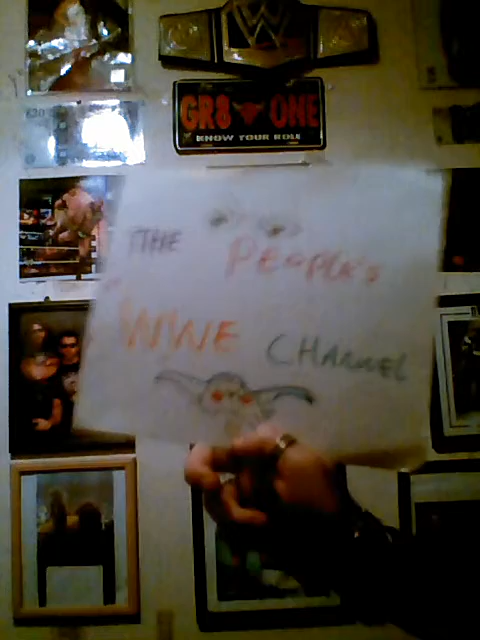 W
GR8 ONE
KNOW YOUR ROLE
THE PEOPLE'S
WWE CHANNEL